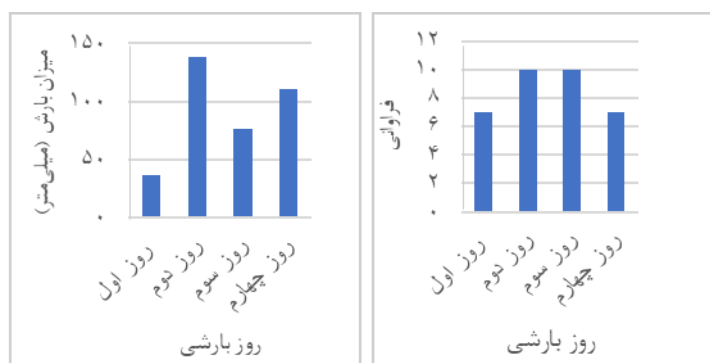 ۱۲
۱۰
۸
۶
۴
۲
۰
فراوانی
روز اول
روز دوم
روز سوم
روز چهارم
روز بارشی
۱۵۰
۱۰۰
۵۰
۰
میزان بارش (میلی‌متر)
روز اول
روز دوم
روز سوم
روز چهارم
روز بارشی